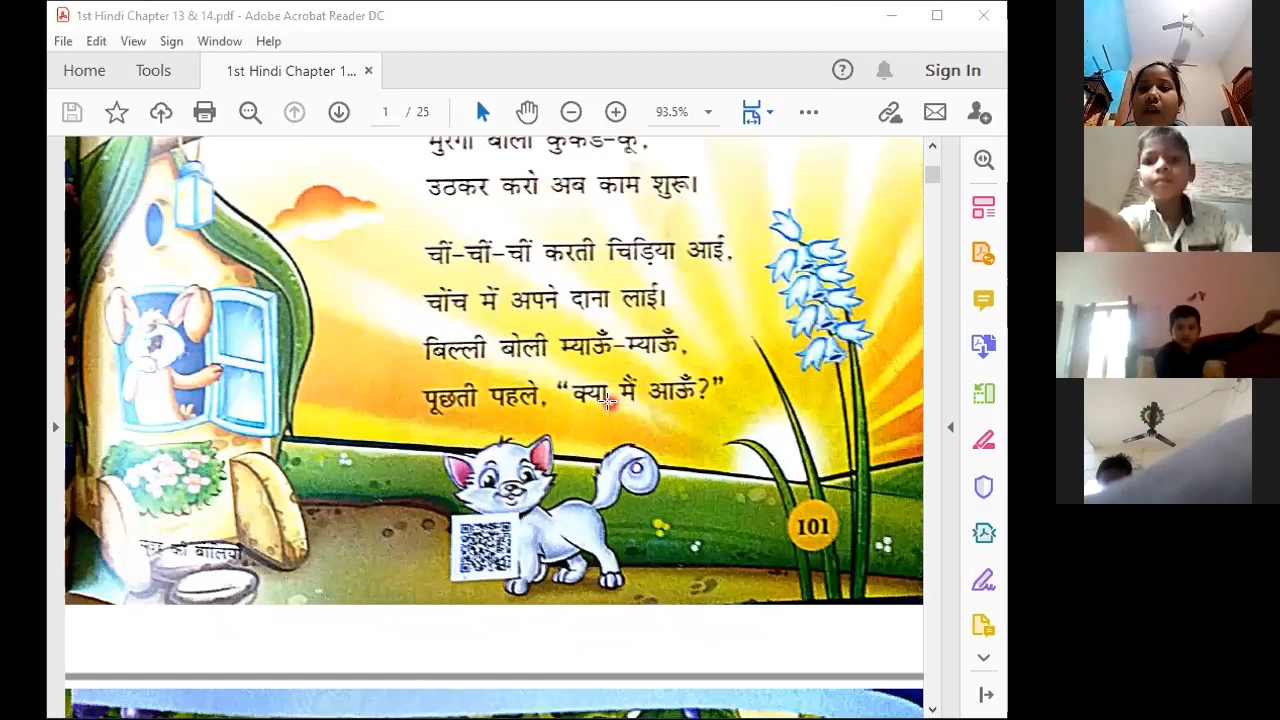 1st Hindi Chapter 13 & 14.pdf - Adobe Acrobat Reader DC
File Edit View Sign Window Help
Home Tools 1st Hindi Chapter 1... × Sign In
1 / 25 93.5%
मुरगी बोली कुकड़-कूँ,
उठकर करो अब काम शुरू।
चीं-चीं-चीं करती चिड़िया आई,
चोंच में अपने दाना लाई।
बिल्ली बोली म्याऊँ-म्याऊँ,
पूछती पहले, “क्या मैं आऊँ?”
101
की बोलियाँ